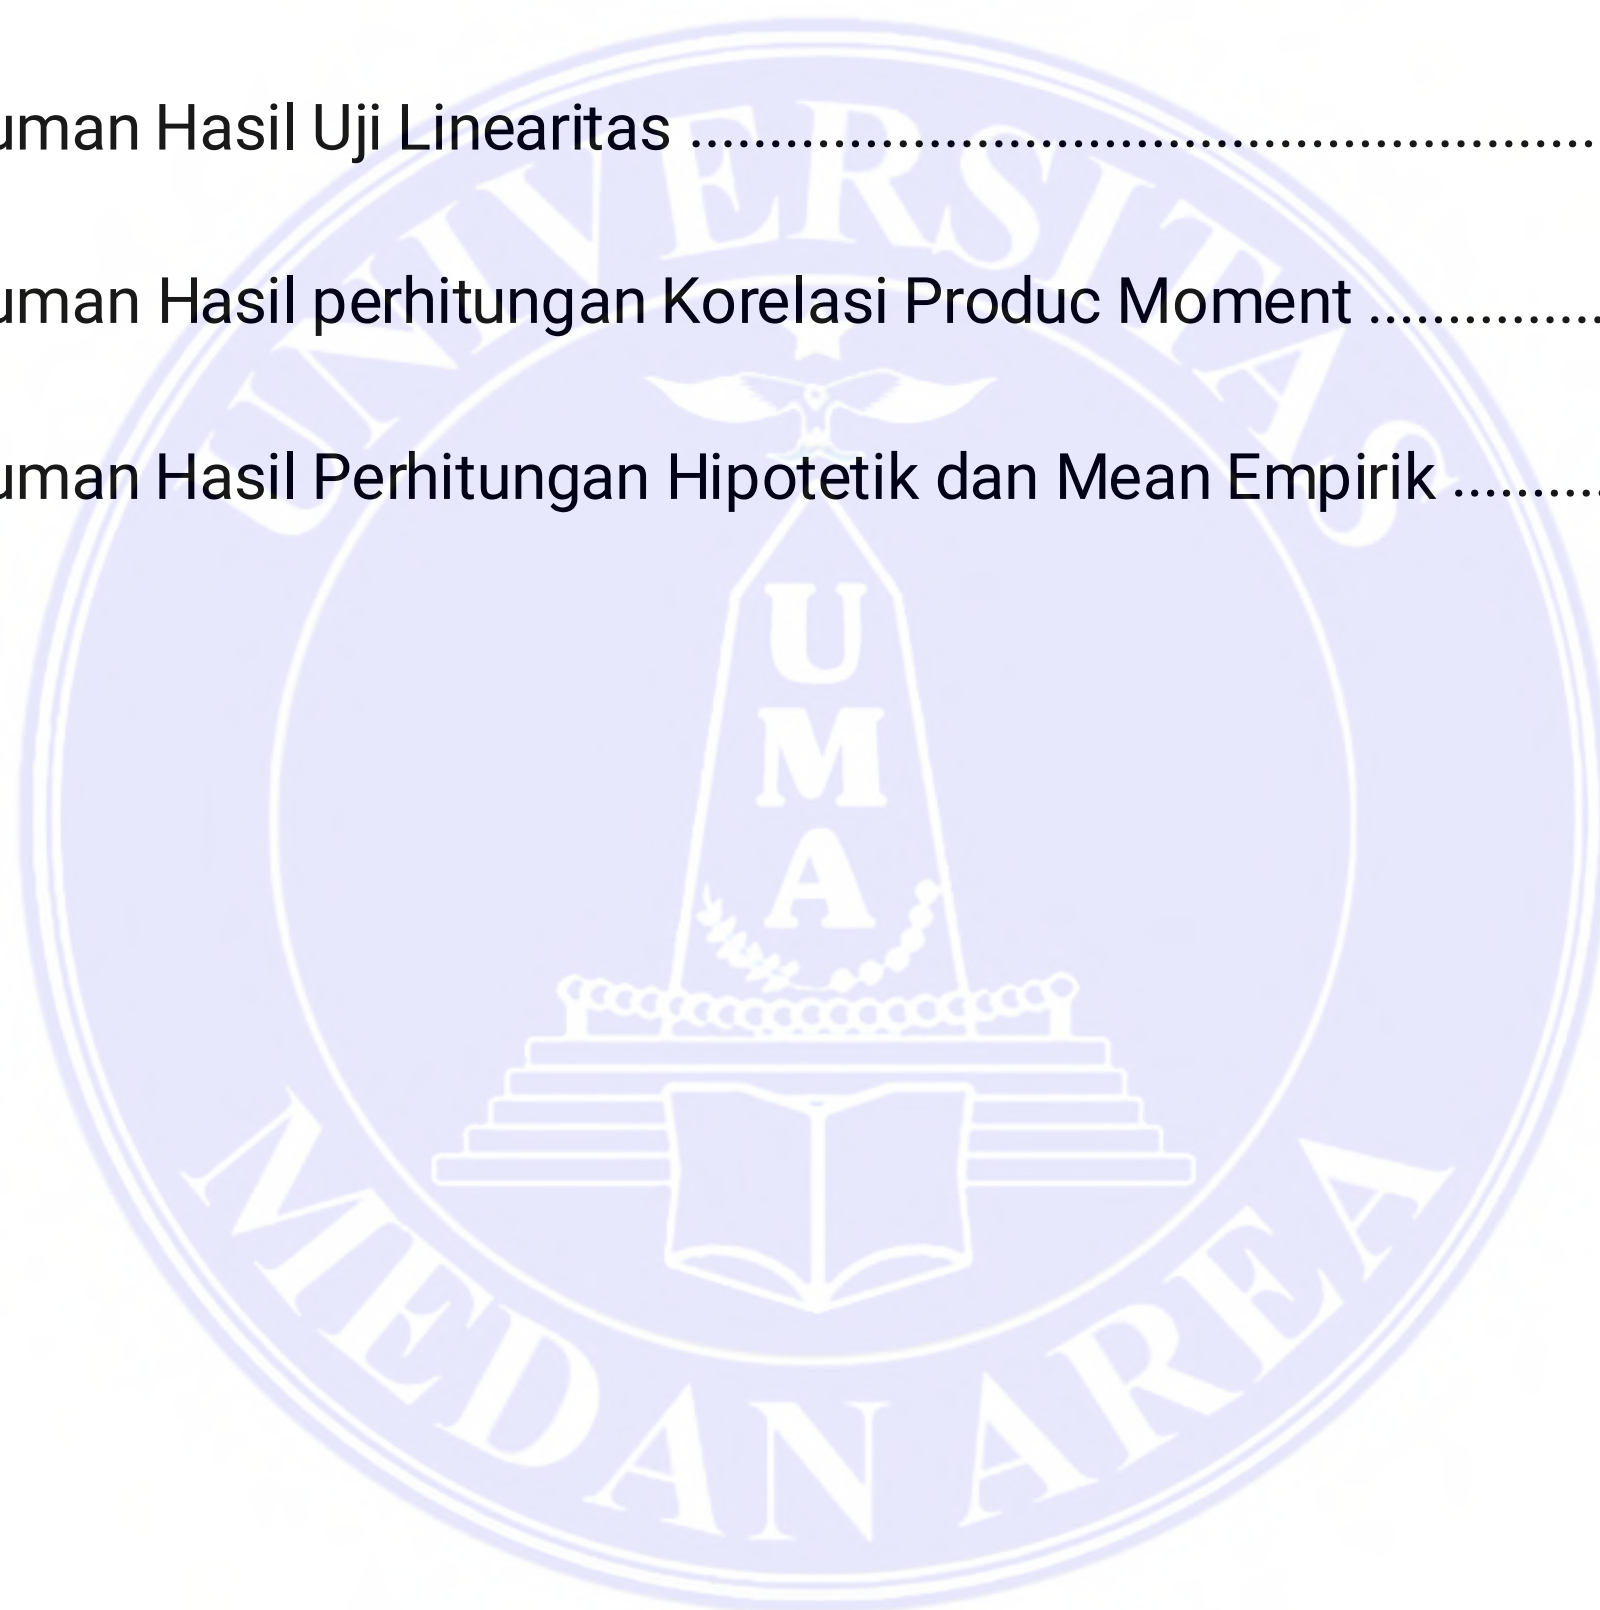 uman Hasil Uji Linearitas ............................................................
uman Hasil perhitungan Korelasi Produc Moment ...............
uman Hasil Perhitungan Hipotetik dan Mean Empirik ..........
UNIVERSITAS
U
M
A
MEDAN AREA